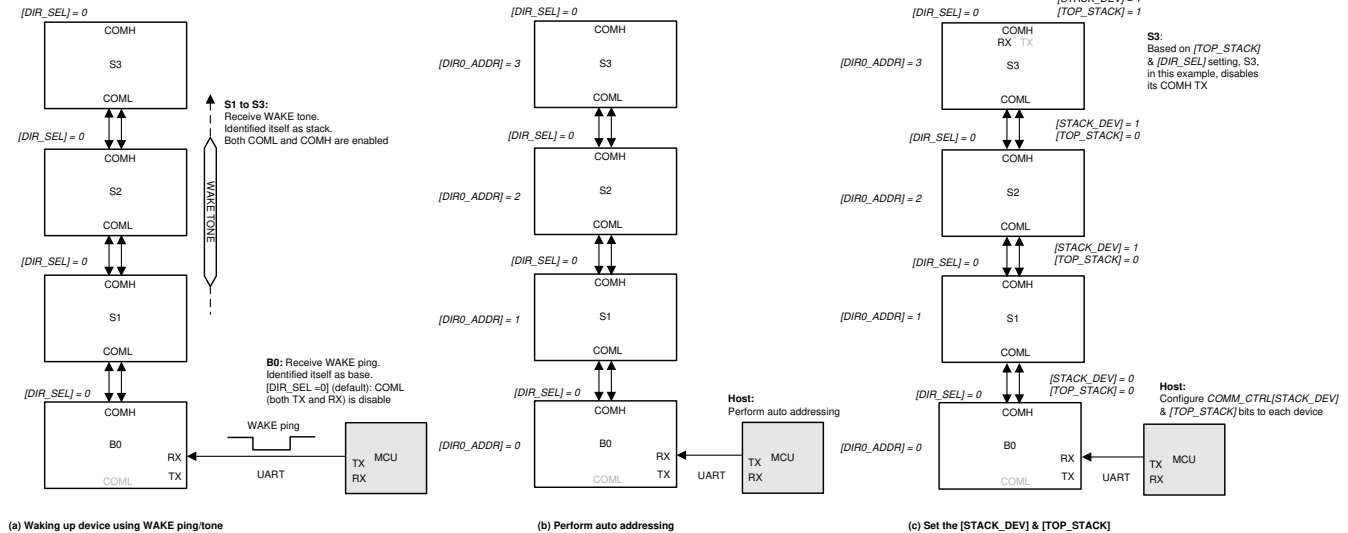 [DIR_SEL] = 0
COMH
S3
COML
S1 to S3:
Receive WAKE tone.
Identified itself as stack.
Both COML and COMH are enabled
WAKE TONE
[DIR_SEL] = 0
COMH
S2
COML
[DIR_SEL] = 0
COMH
S1
COML
B0: Receive WAKE ping.
Identified itself as base.
[DIR_SEL =0] (default): COML
(both TX and RX) is disable
[DIR_SEL] = 0
COMH
B0
RX
TX
COML
WAKE ping
UART
TX
RX
MCU
(a) Waking up device using WAKE ping/tone
[DIR_SEL] = 0
COMH
[DIR0_ADDR] = 3
S3
COML
[DIR_SEL] = 0
COMH
[DIR0_ADDR] = 2
S2
COML
[DIR_SEL] = 0
COMH
[DIR0_ADDR] = 1
S1
COML
[DIR_SEL] = 0
COMH
[DIR0_ADDR] = 0
B0
RX
TX
COML
UART
Host:
Perform auto addressing
TX
RX
MCU
(b) Perform auto addressing
[DIR_SEL] = 0
[TOP_STACK] = 1
COMH
RX TX
[DIR0_ADDR] = 3
S3
COML
S3:
Based on [TOP_STACK]
& [DIR_SEL] setting, S3,
in this example, disables
its COMH TX
[STACK_DEV] = 1
[TOP_STACK] = 0
[DIR_SEL] = 0
COMH
[DIR0_ADDR] = 2
S2
COML
[STACK_DEV] = 1
[TOP_STACK] = 0
[DIR_SEL] = 0
COMH
[DIR0_ADDR] = 1
S1
COML
[STACK_DEV] = 0
[TOP_STACK] = 0
[DIR_SEL] = 0
COMH
[DIR0_ADDR] = 0
B0
RX
TX
COML
UART
Host:
Configure COMM_CTRL[STACK_DEV]
& [TOP_STACK] bits to each device
TX
RX
MCU
(c) Set the [STACK_DEV] & [TOP_STACK]